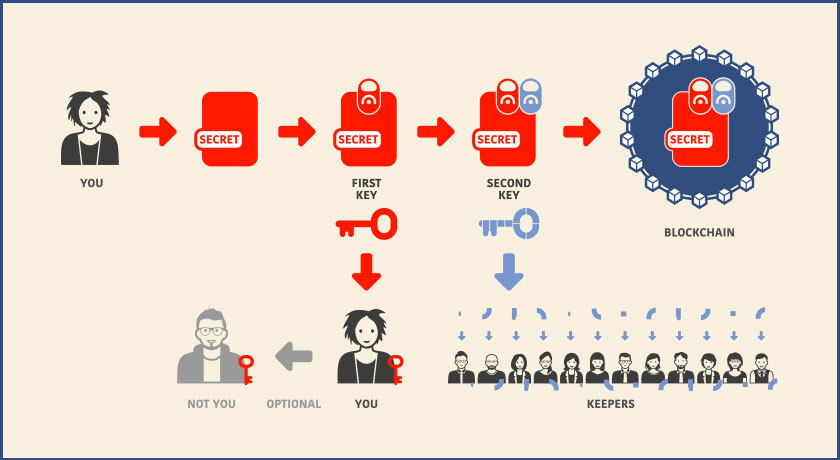 SECRET
SECRET
SECRET
SECRET
YOU
FIRST
KEY
SECOND
KEY
BLOCKCHAIN
NOT YOU
OPTIONAL
YOU
KEEPERS